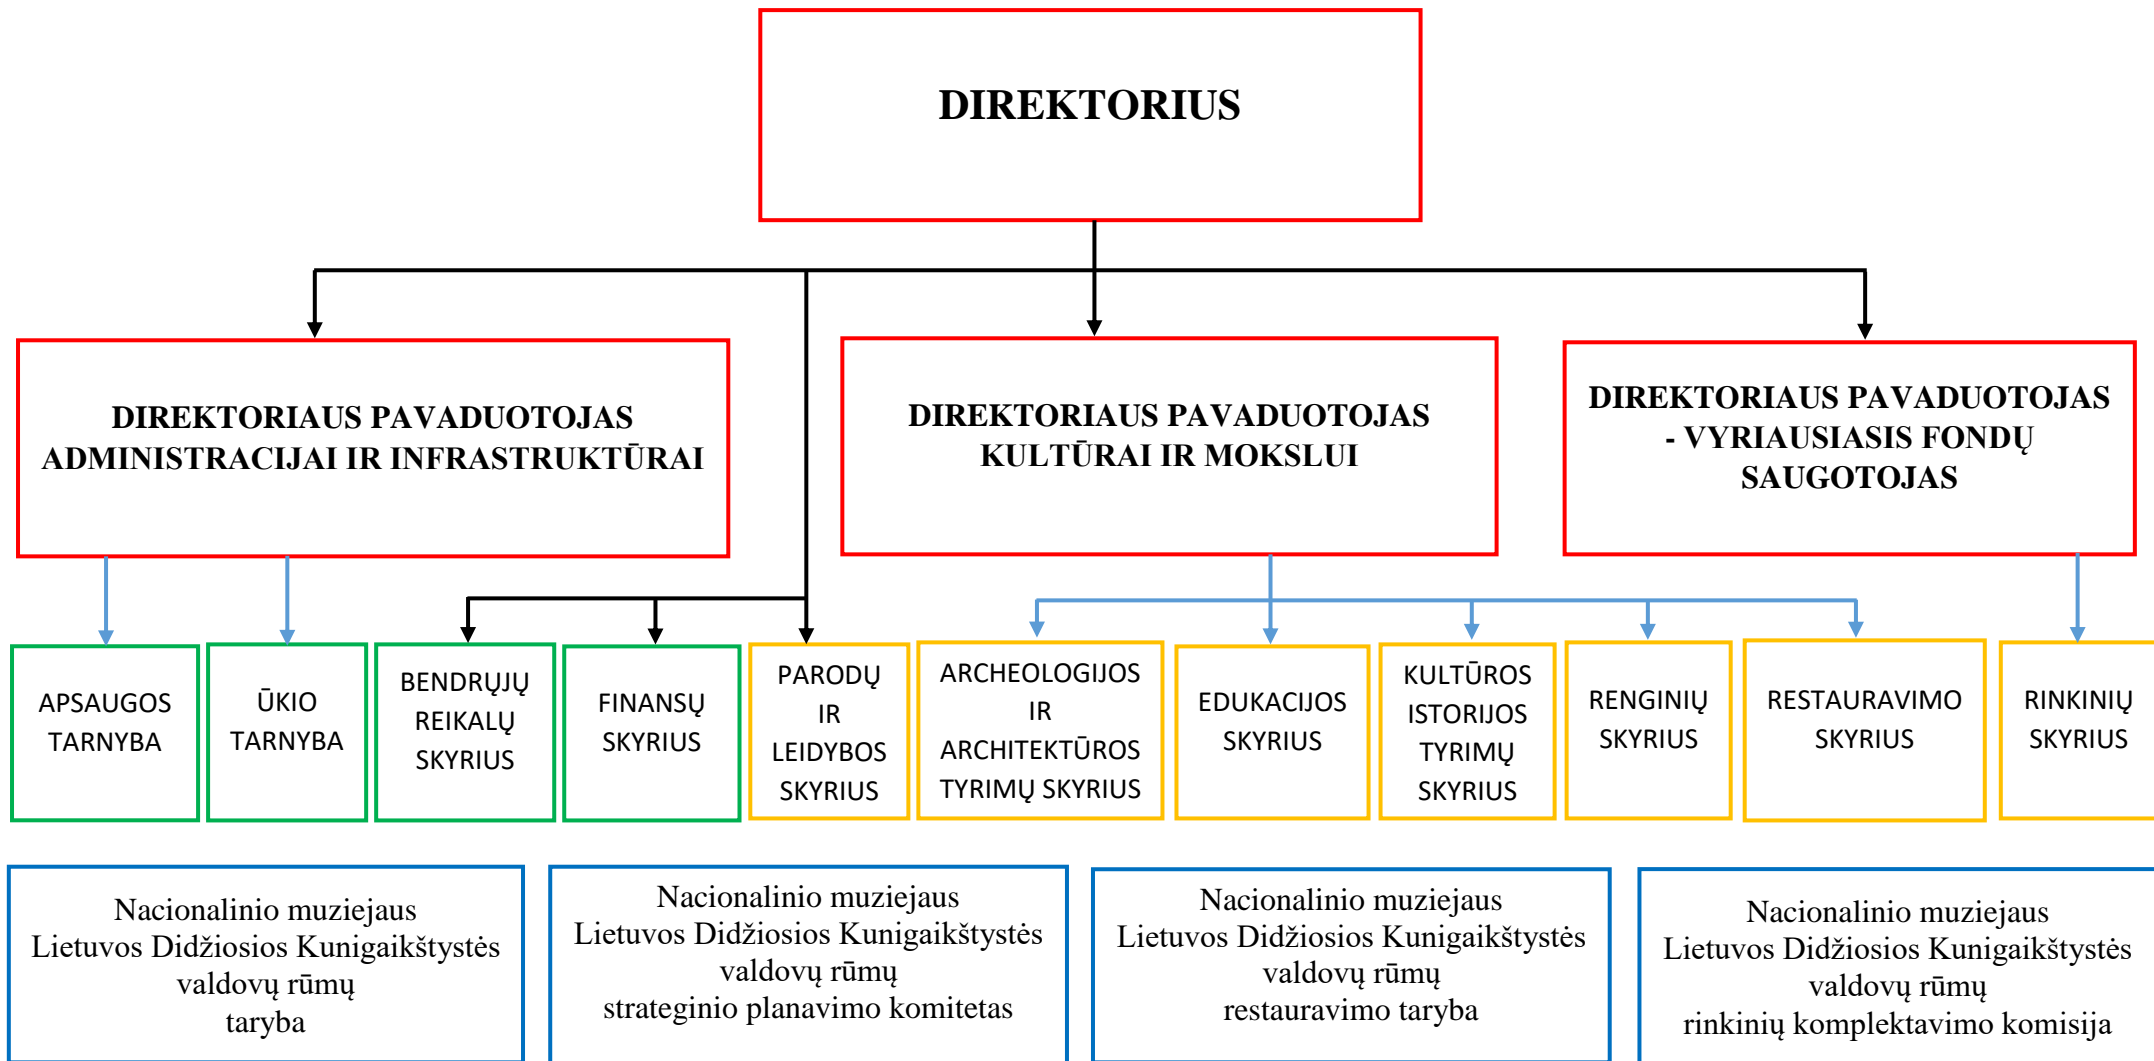 DIREKTORIUS
DIREKTORIAUS PAVADUOTOJAS
ADMINISTRACIJAI IR INFRASTRUKTŪRAI
DIREKTORIAUS PAVADUOTOJAS
KULTŪRAI IR MOKSLUI
DIREKTORIAUS PAVADUOTOJAS
- VYRIAUSIASIS FONDŲ
SAUGOTOJAS
APSAUGOS
TARNYBA
ŪKIO
TARNYBA
BENDRŲJŲ
REIKALŲ
SKYRIUS
FINANSŲ
SKYRIUS
PARODŲ
IR
LEIDYBOS
SKYRIUS
ARCHEOLOGIJOS
IR
ARCHITEKTŪROS
TYRIMŲ SKYRIUS
EDUKACIJOS
SKYRIUS
KULTŪROS
ISTORIJOS
TYRIMŲ
SKYRIUS
RENGINIŲ
SKYRIUS
RESTAURAVIMO
SKYRIUS
RINKINIŲ
SKYRIUS
Nacionalinio muziejaus
Lietuvos Didžiosios Kunigaikštystės
valdovų rūmų
taryba
Nacionalinio muziejaus
Lietuvos Didžiosios Kunigaikštystės
valdovų rūmų
strateginio planavimo komitetas
Nacionalinio muziejaus
Lietuvos Didžiosios Kunigaikštystės
valdovų rūmų
restauravimo taryba
Nacionalinio muziejaus
Lietuvos Didžiosios Kunigaikštystės
valdovų rūmų
rinkinių komplektavimo komisija